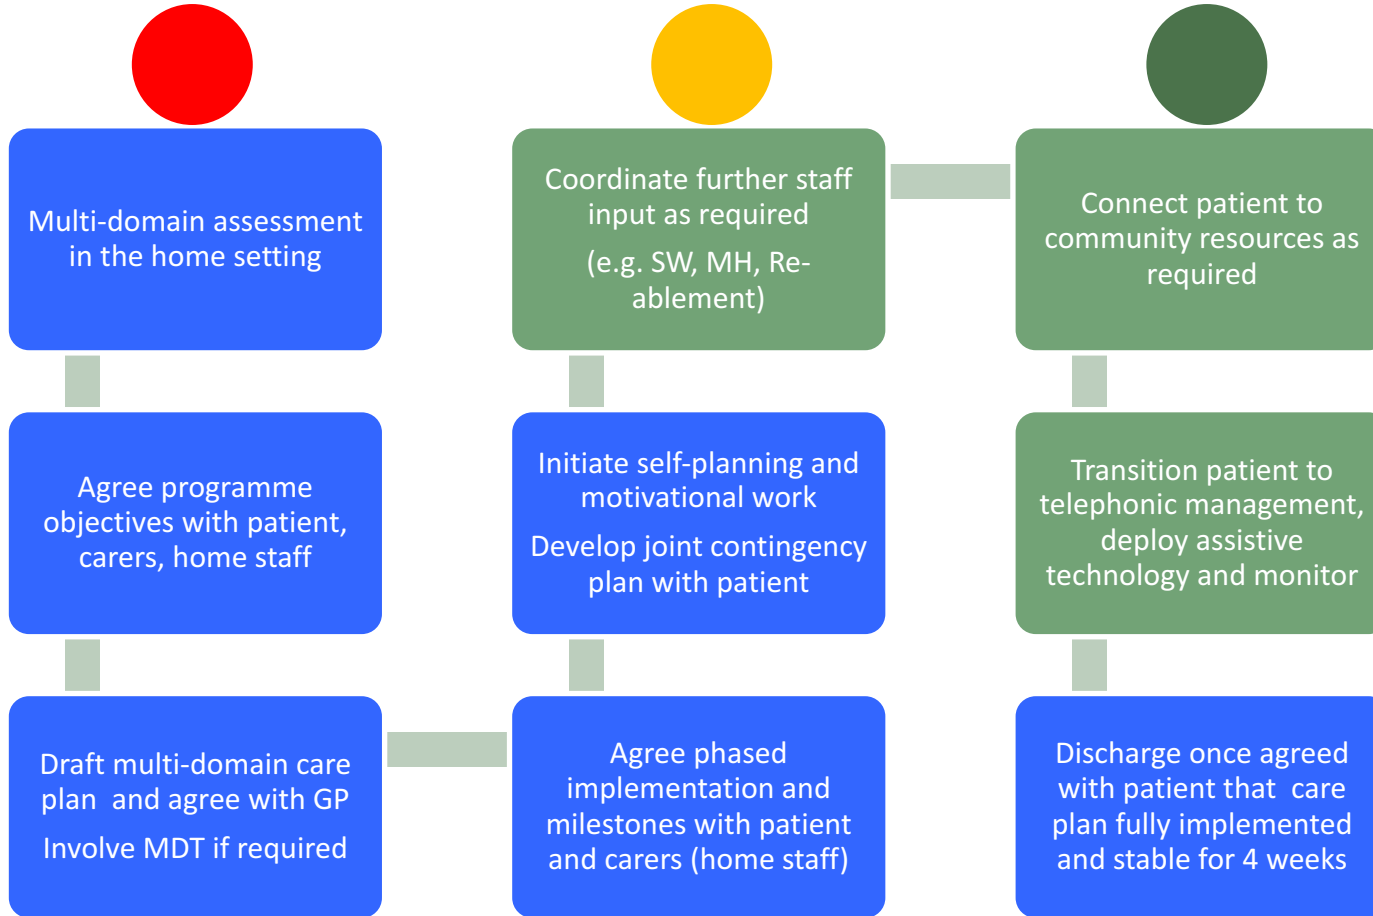 Multi-domain assessment
in the home setting
Agree programme
objectives with patient,
carers, home staff
Draft multi-domain care
plan  and agree with GP
Involve MDT if required
Agree phased
implementation and
milestones with patient
and carers (home staff)
Initiate self-planning and
motivational work
Develop joint contingency
plan with patient
Coordinate further staff
input as required
(e.g. SW, MH, Re-
ablement)
Connect patient to
community resources as
required
Transition patient to
telephonic management,
deploy assistive
technology and monitor
Discharge once agreed
with patient that  care
plan fully implemented
and stable for 4 weeks